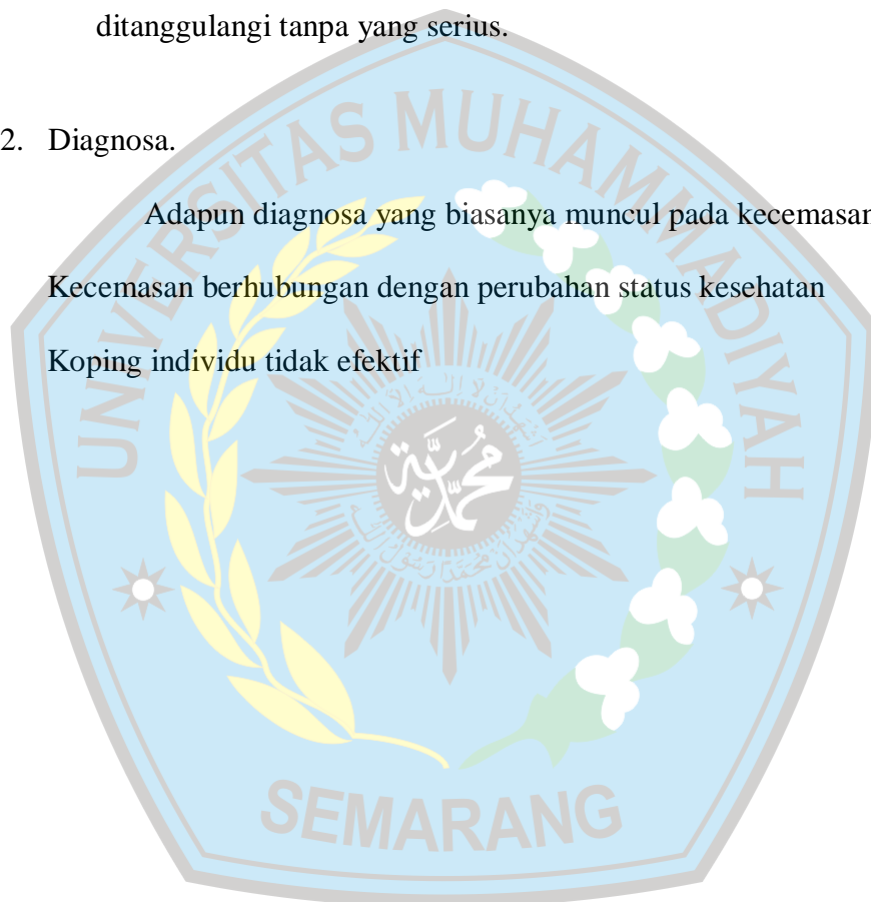 ditanggulangi tanpa yang serius.
2. Diagnosa.
Adapun diagnosa yang biasanya muncul pada kecemasan
Kecemasan berhubungan dengan perubahan status kesehatan
Koping individu tidak efektif
UNIVERSITAS MUHAMMADIYAH
محمدية
SEMARANG